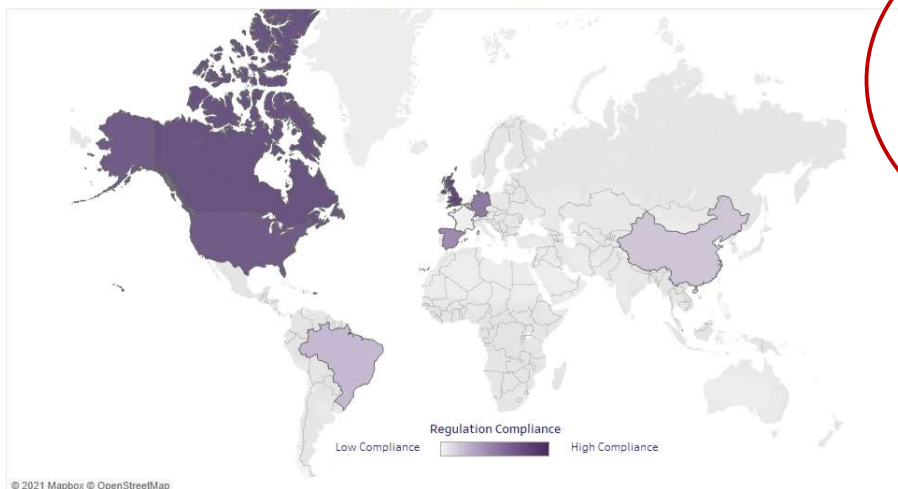 Regulation Compliance
Low Compliance
High Compliance
© 2021 Mapbox © OpenStreetMap